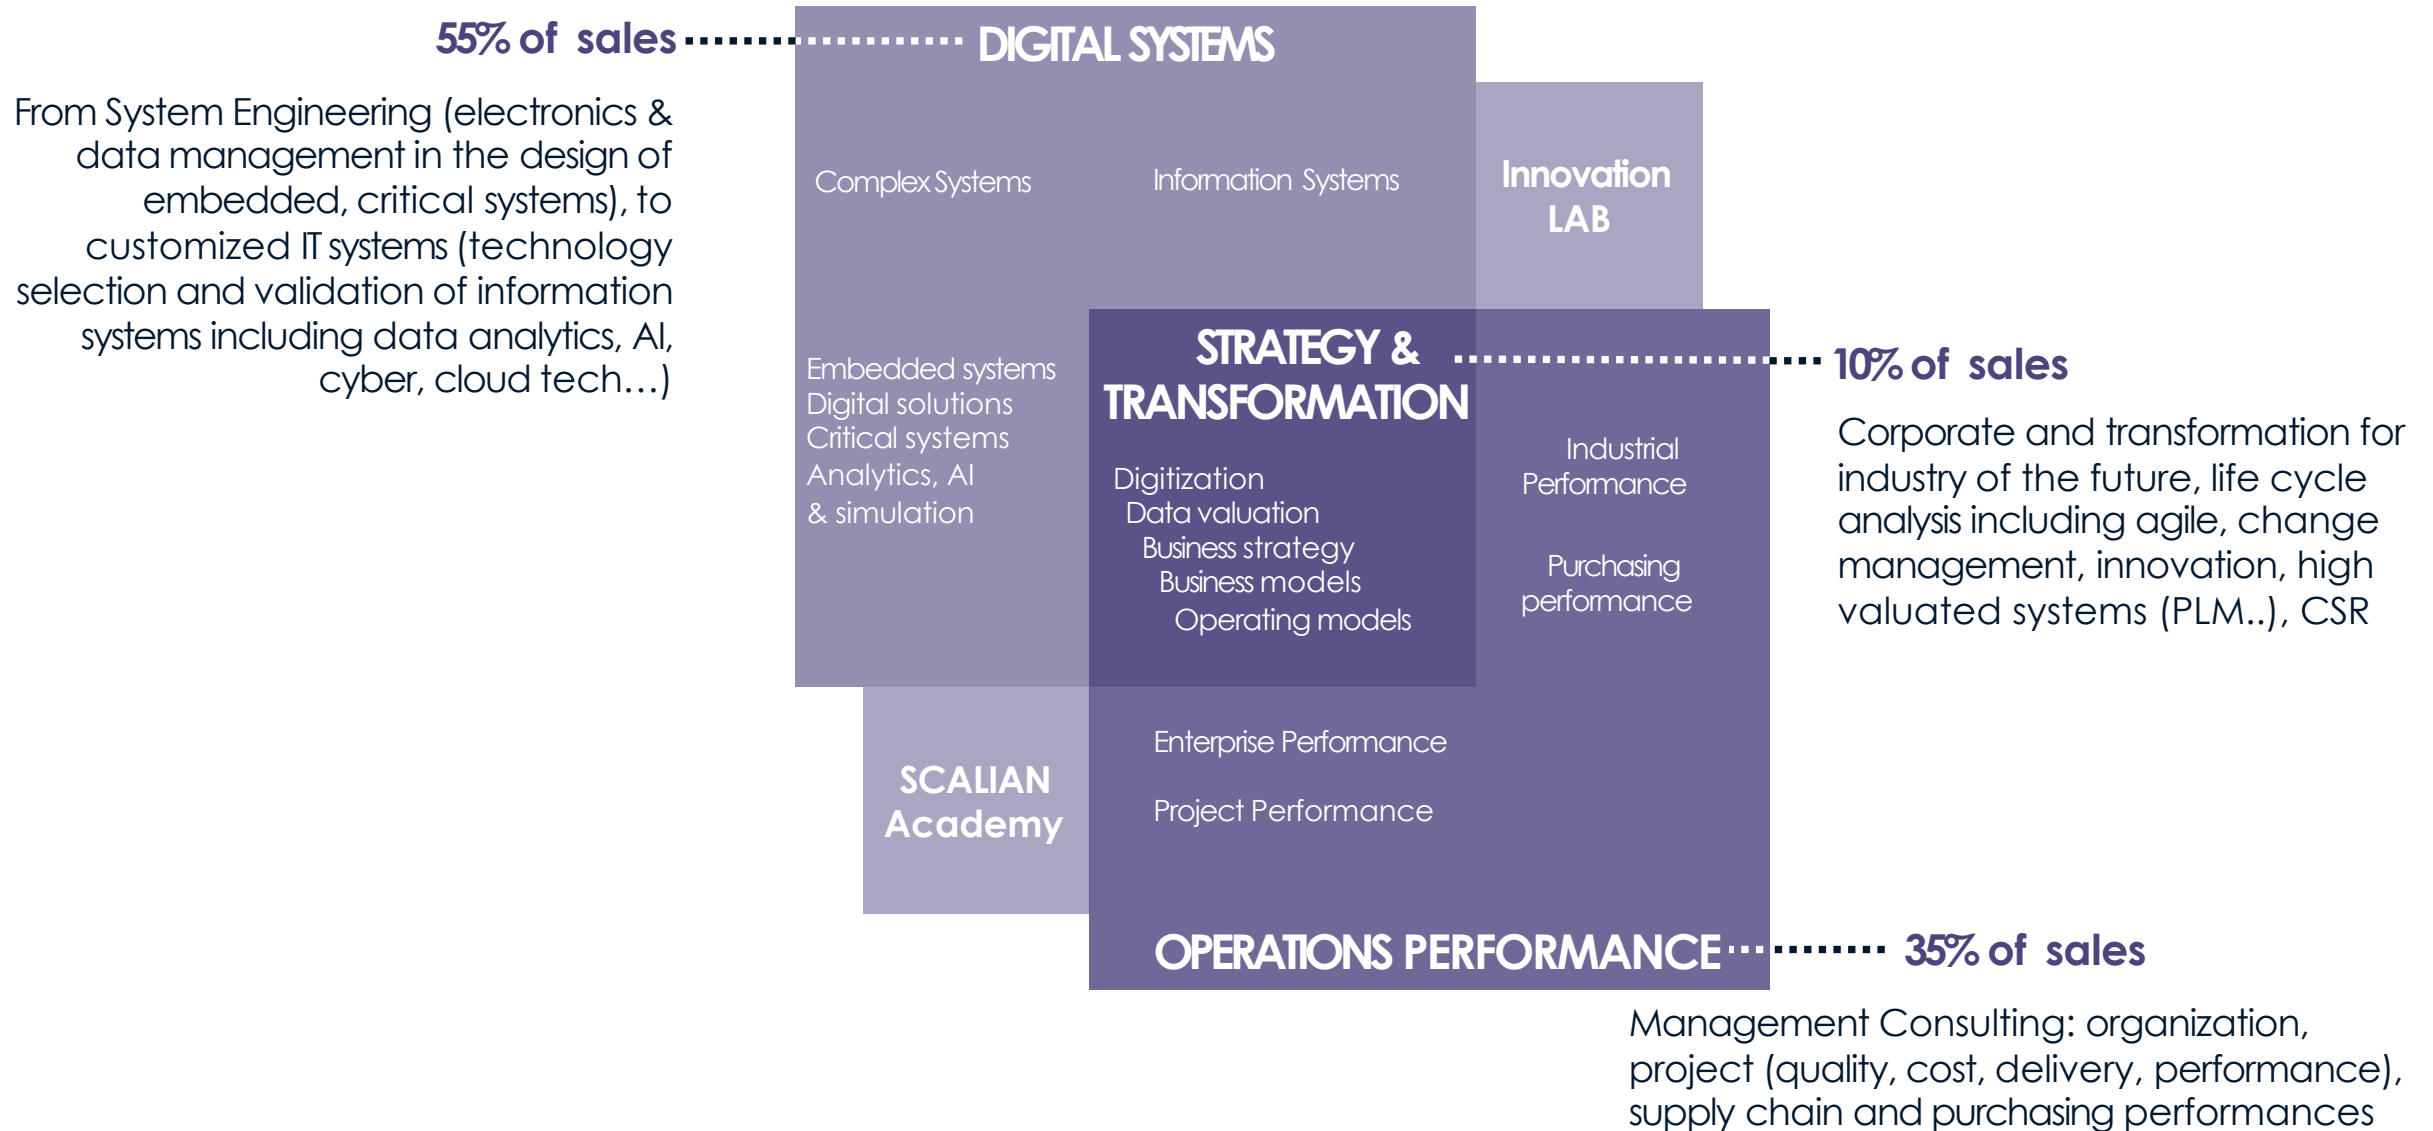 55% of sales
From System Engineering (electronics &
data management in the design of
embedded, critical systems), to
customized IT systems (technology
selection and validation of information
systems including data analytics, AI,
cyber, cloud tech…)
DIGITAL SYSTEMS
Complex Systems
Information Systems
Innovation
LAB
Embedded systems
Digital solutions
Critical systems
Analytics, AI
& simulation
STRATEGY &
TRANSFORMATION
Digitization
Data valuation
Business strategy
Business models
Operating models
Industrial
Performance
Purchasing
performance
10% of sales
Corporate and transformation for
industry of the future, life cycle
analysis including agile, change
management, innovation, high
valuated systems (PLM..), CSR
SCALIAN
Academy
Enterprise Performance
Project Performance
OPERATIONS PERFORMANCE
35% of sales
Management Consulting: organization,
project (quality, cost, delivery, performance),
supply chain and purchasing performances